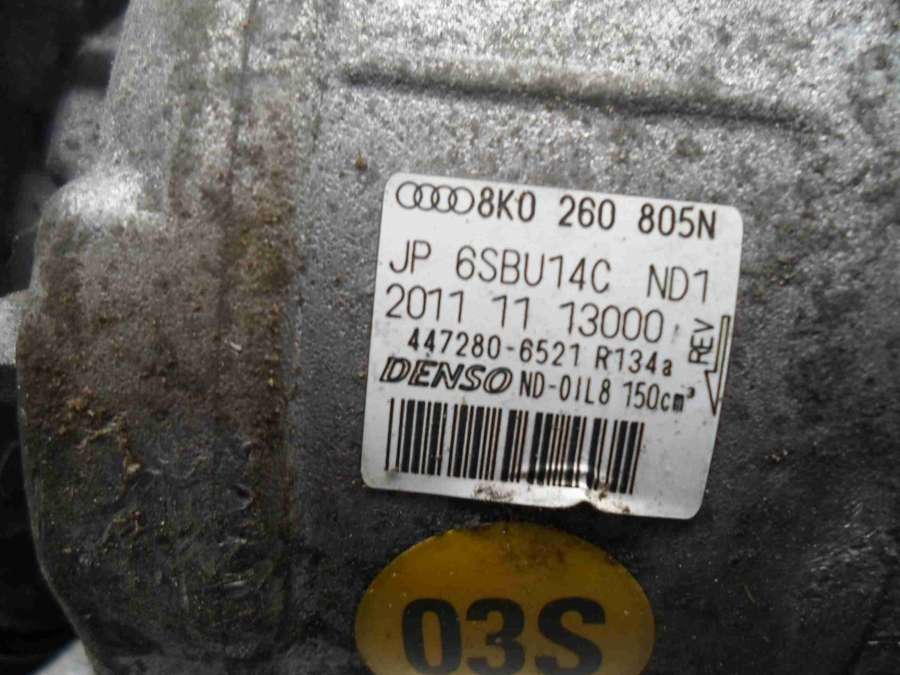 8K0 260 805N
JP 6SBU14C ND1
2011 11 13000
447280-6521 R134a
REV
DENSO ND-OIL8 150cm³
03S